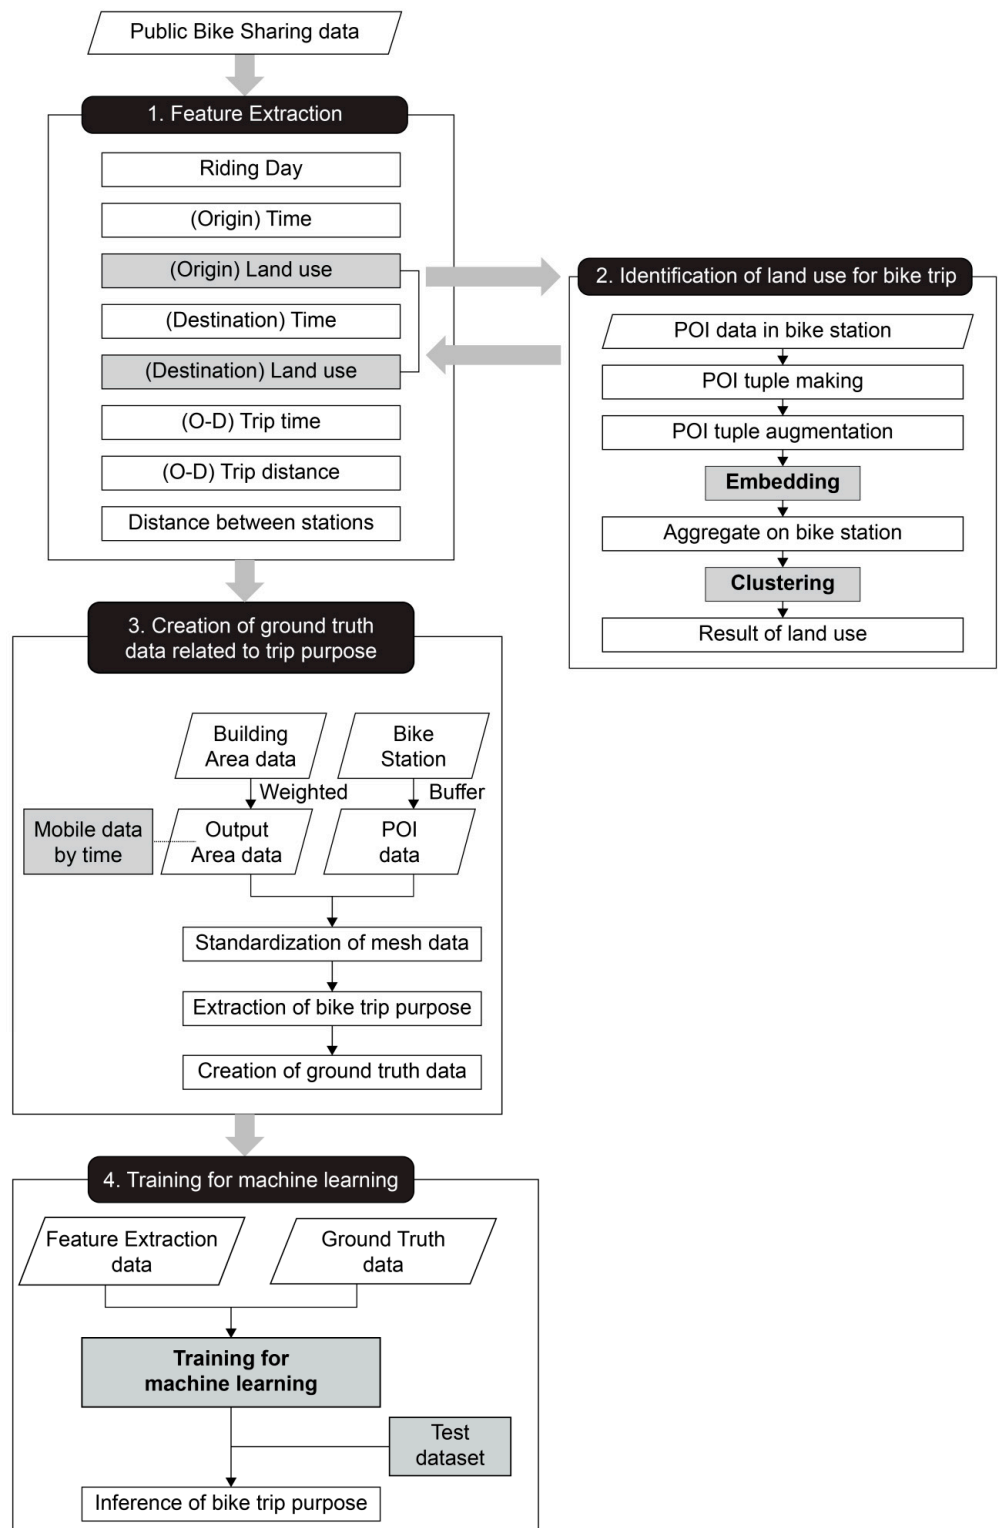 Public Bike Sharing data
1. Feature Extraction
Riding Day
(Origin) Time
(Origin) Land use
(Destination) Time
(Destination) Land use
(O-D) Trip time
(O-D) Trip distance
Distance between stations
2. Identification of land use for bike trip
POI data in bike station
POI tuple making
POI tuple augmentation
Embedding
Aggregate on bike station
Clustering
Result of land use
3. Creation of ground truth
data related to trip purpose
Building
Area data
Bike
Station
Weighted
Buffer
Mobile data
by time
Output
Area data
POI
data
Standardization of mesh data
Extraction of bike trip purpose
Creation of ground truth data
4. Training for machine learning
Feature Extraction
data
Ground Truth
data
Training for
machine learning
Test
dataset
Inference of bike trip purpose